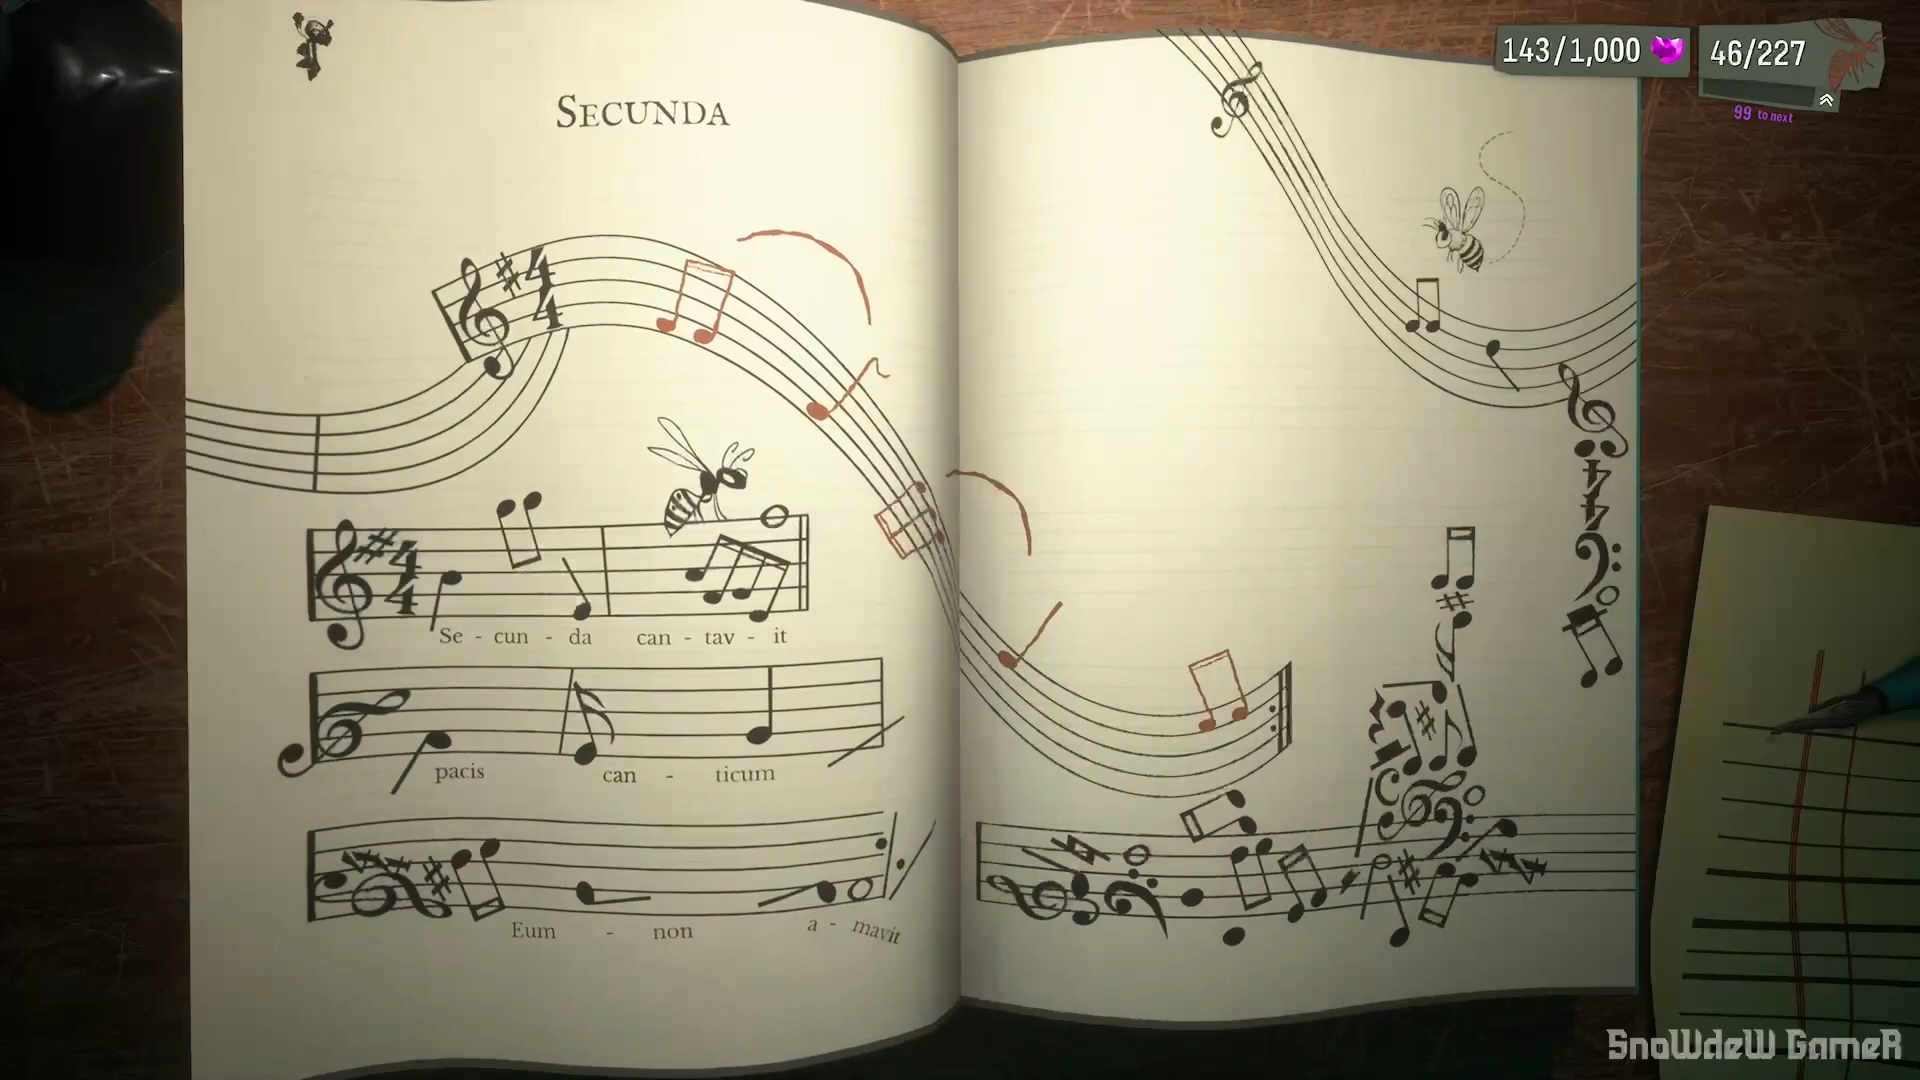 143/1,000
46/227
99 to next
SECUNDA
Se - cun - da can - tav - it
pacis can - ticum
Eum - non a - mavit
SnoWdeW GameR